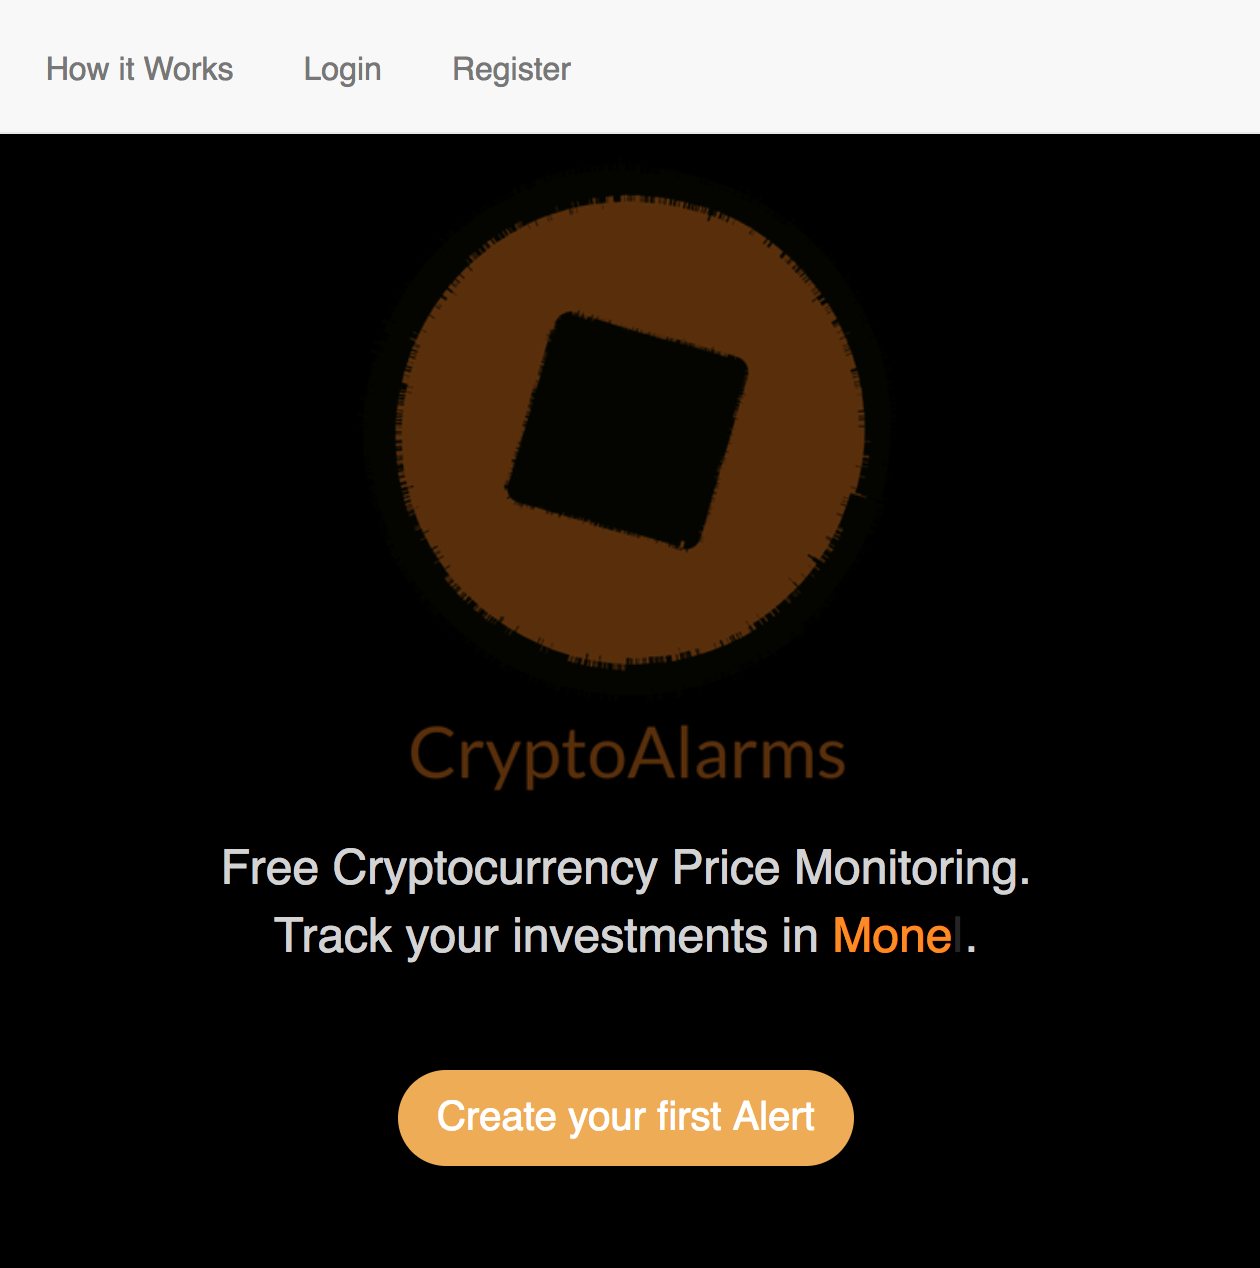 How it Works Login Register
CryptoAlarms
Free Cryptocurrency Price Monitoring.
Track your investments in Mone|.
Create your first Alert